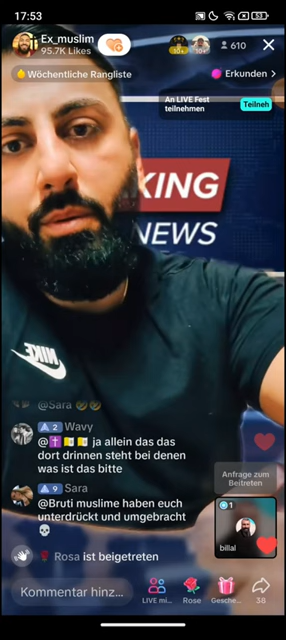 17:53
53
Ex_muslim
95.7K Likes
10+
10+
610
Wöchentliche Rangliste
Erkunden >
An LIVE Fest
teilnehmen
Teilneh
KING
NEWS
NIKE
@Sara 🤣🤣
2 Wavy
@✝️🇻🇦🇻🇦 ja allein das das
dort drinnen steht bei denen
was ist das bitte
9 Sara
@Bruti muslime haben euch
unterdrückt und umgebracht
💀
🌹 Rosa ist beigetreten
Anfrage zum
Beitreten
1
billal
Kommentar hinz...
LIVE mi...
Rose
Gesche...
38